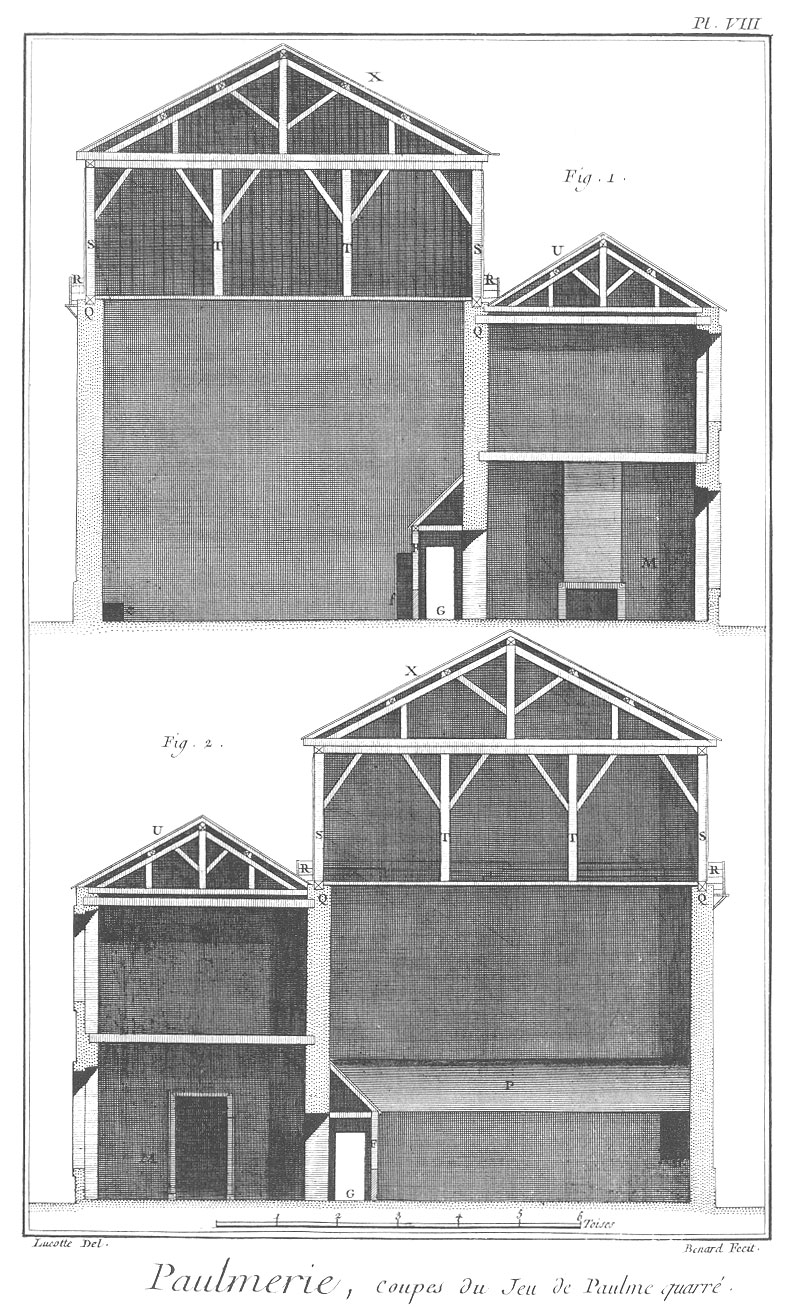 Pl. VIII
X
Fig. 1.
S T T S
U
R R
Q Q
M
e f G
X
Fig. 2.
U
S T T S
R R
Q Q
P
M F
G
1 2 3 4 5 6 Toises
Lucotte Del.
Benard Fecit.
Paulmerie, coupes du Jeu de Paulme quarré.